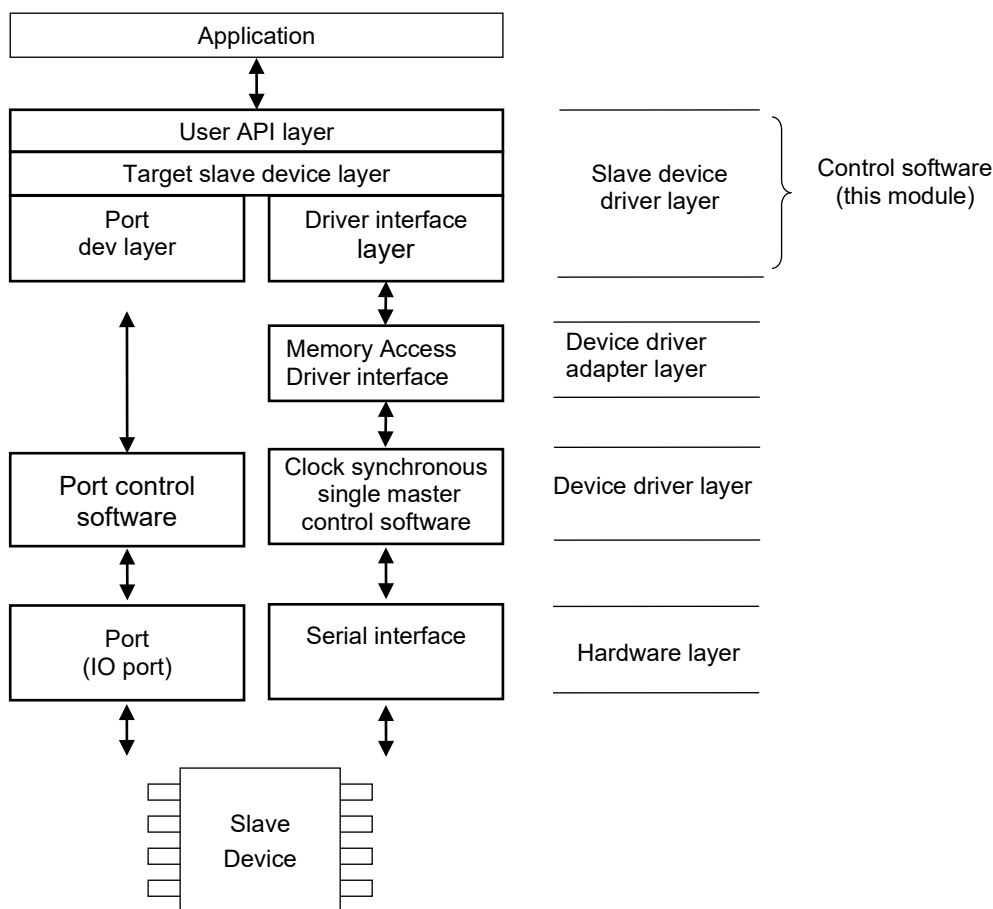 Application
User API layer
Target slave device layer
Port
dev layer
Driver interface
layer
Slave device
driver layer
Control software
(this module)
Memory Access
Driver interface
Device driver
adapter layer
Port control
software
Clock synchronous
single master
control software
Device driver layer
Port
(IO port)
Serial interface
Hardware layer
Slave
Device